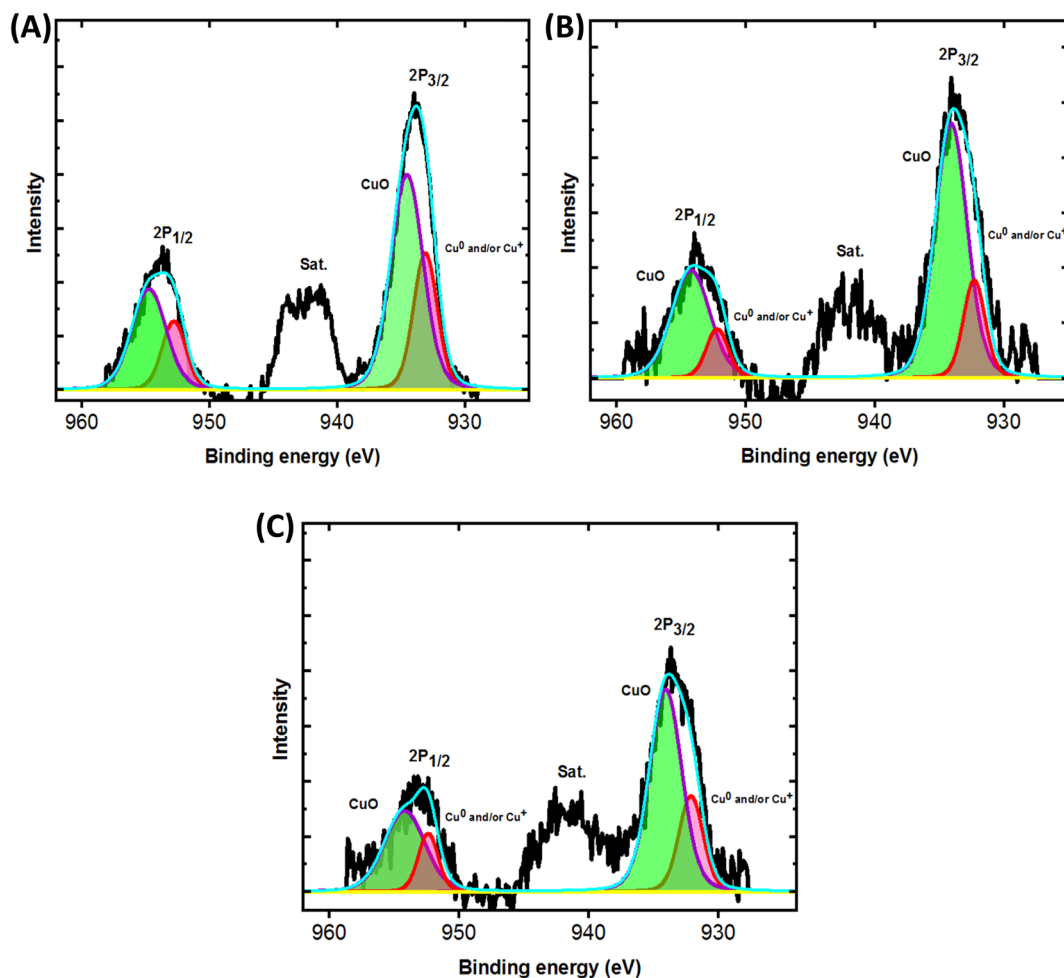 (A)
2P3/2
CuO
2P1/2
Cu0 and/or Cu+
Sat.
Intensity
960
950
940
930
Binding energy (eV)
(B)
2P3/2
CuO
2P1/2
Cu0 and/or Cu+
Sat.
CuO
Cu0 and/or Cu+
Intensity
960
950
940
930
Binding energy (eV)
(C)
2P3/2
CuO
2P1/2
Sat.
CuO
Cu0 and/or Cu+
Cu0 and/or Cu+
Intensity
960
950
940
930
Binding energy (eV)